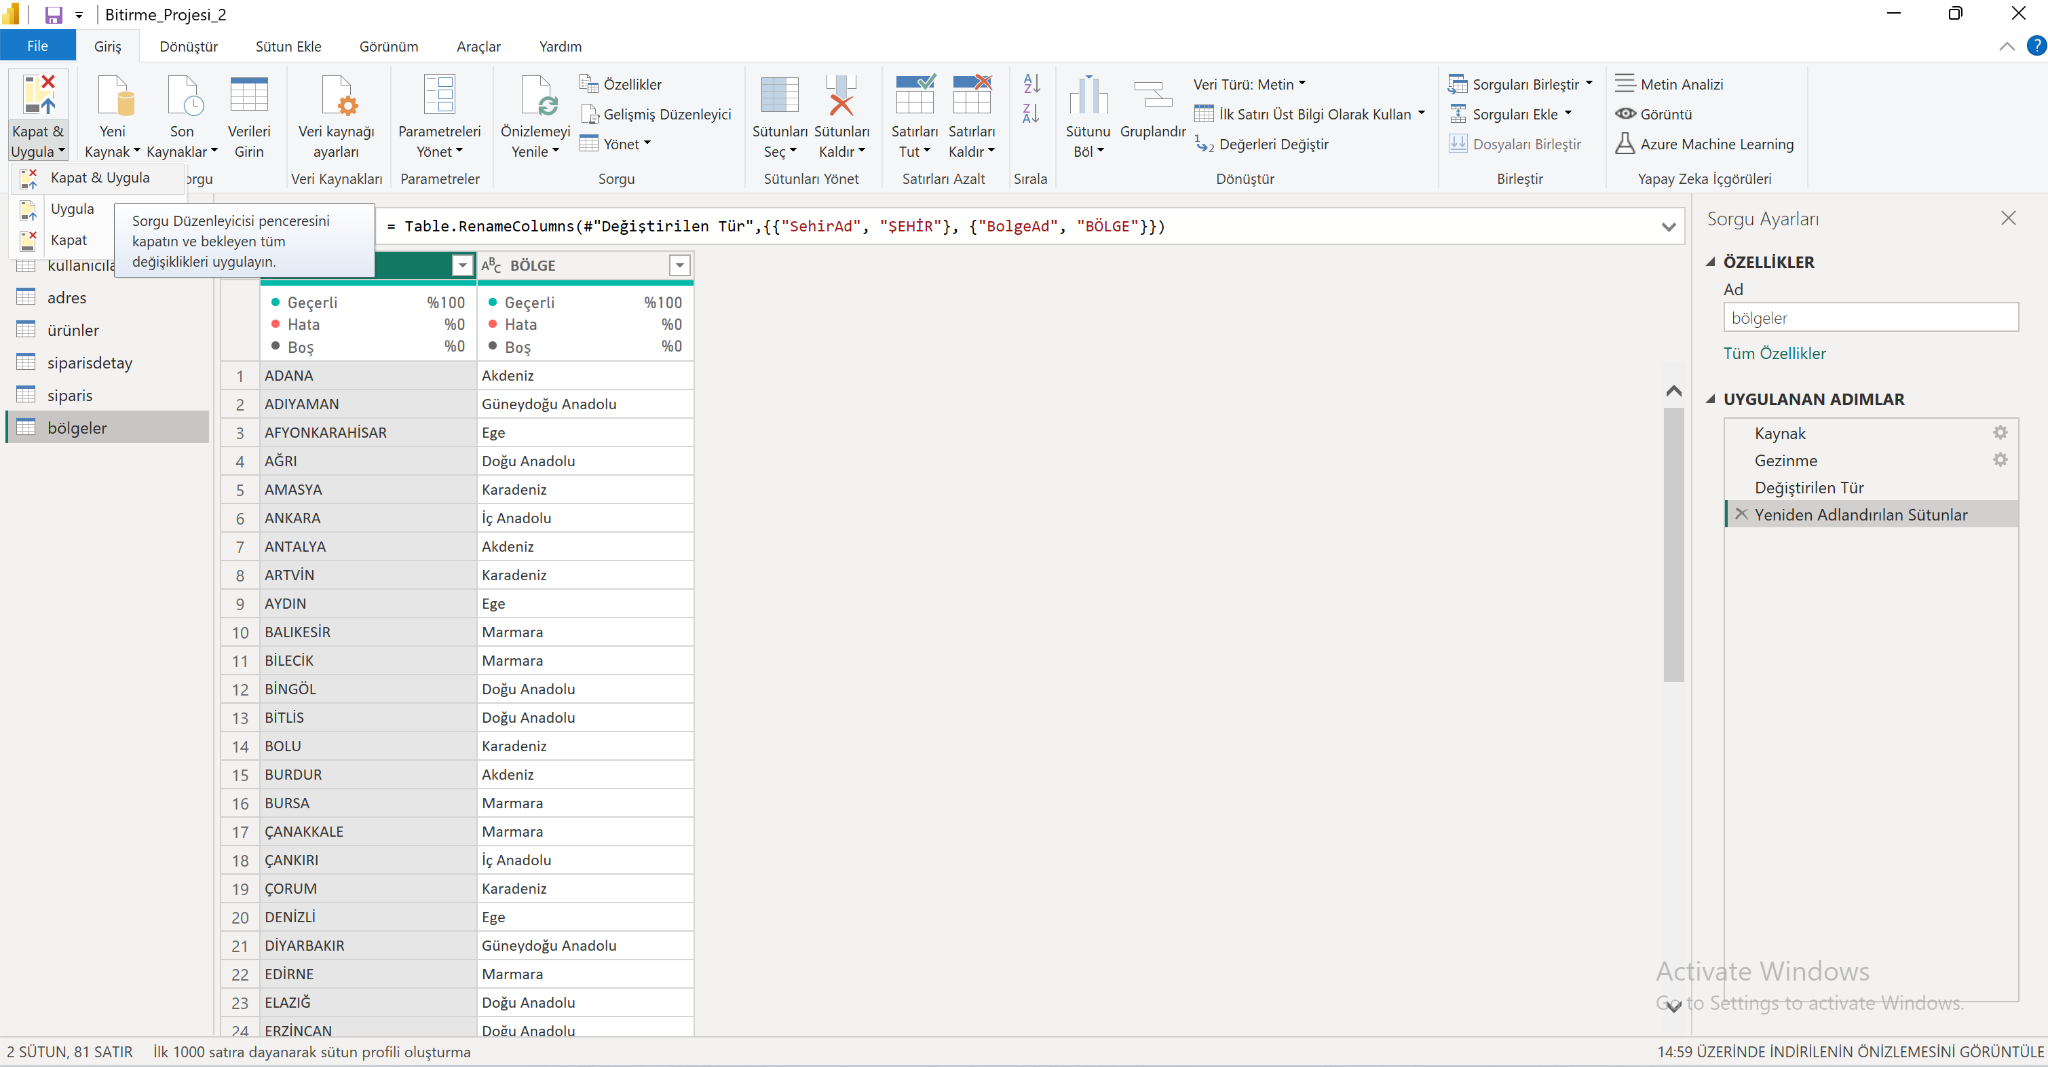 Bitirme_Projesi_2
File
Giriş
Dönüştür
Sütun Ekle
Görünüm
Araçlar
Yardım
?
Kapat &
Uygula
Yeni
Kaynak
Son
Kaynaklar
Verileri
Girin
Veri kaynağı
ayarları
Veri Kaynakları
Parametreleri
Yönet
Parametreler
Önizlemeyi
Yenile
Özellikler
Gelişmiş Düzenleyici
Yönet
Sorgu
Sütunları
Seç
Sütunları
Kaldır
Sütunları Yönet
Satırları
Tut
Satırları
Kaldır
Satırları Azalt
Sırala
Sütunu
Böl
Gruplandır
Veri Türü: Metin
İlk Satırı Üst Bilgi Olarak Kullan
Değerleri Değiştir
Dönüştür
Sorguları Birleştir
Sorguları Ekle
Dosyaları Birleştir
Birleştir
Metin Analizi
Görüntü
Azure Machine Learning
Yapay Zeka İçgörüleri
Kapat & Uygula
Uygula
Kapat
Sorgu Düzenleyicisi penceresini
kapatın ve bekleyen tüm
değişiklikleri uygulayın.
adres
ürünler
siparisdetay
siparis
bölgeler
= Table.RenameColumns(#"Değiştirilen Tür",{{"SehirAd", "ŞEHİR"}, {"BolgeAd", "BÖLGE"}})
ABC BÖLGE
Geçerli %100 Geçerli %100
Hata %0 Hata %0
Boş %0 Boş %0
1 ADANA Akdeniz
2 ADIYAMAN Güneydoğu Anadolu
3 AFYONKARAHİSAR Ege
4 AĞRI Doğu Anadolu
5 AMASYA Karadeniz
6 ANKARA İç Anadolu
7 ANTALYA Akdeniz
8 ARTVİN Karadeniz
9 AYDIN Ege
10 BALIKESİR Marmara
11 BİLECİK Marmara
12 BİNGÖL Doğu Anadolu
13 BİTLİS Doğu Anadolu
14 BOLU Karadeniz
15 BURDUR Akdeniz
16 BURSA Marmara
17 ÇANAKKALE Marmara
18 ÇANKIRI İç Anadolu
19 ÇORUM Karadeniz
20 DENİZLİ Ege
21 DİYARBAKIR Güneydoğu Anadolu
22 EDİRNE Marmara
23 ELAZIĞ Doğu Anadolu
24 ERZİNCAN Doğu Anadolu
Sorgu Ayarları
ÖZELLİKLER
Ad
bölgeler
Tüm Özellikler
UYGULANAN ADIMLAR
Kaynak
Gezinme
Değiştirilen Tür
Yeniden Adlandırılan Sütunlar
Activate Windows
Go to Settings to activate Windows.
2 SÜTUN, 81 SATIR
İlk 1000 satıra dayanarak sütun profili oluşturma
14:59 ÜZERİNDE İNDİRİLENİN ÖNİZLEMESİNİ GÖRÜNTÜLE